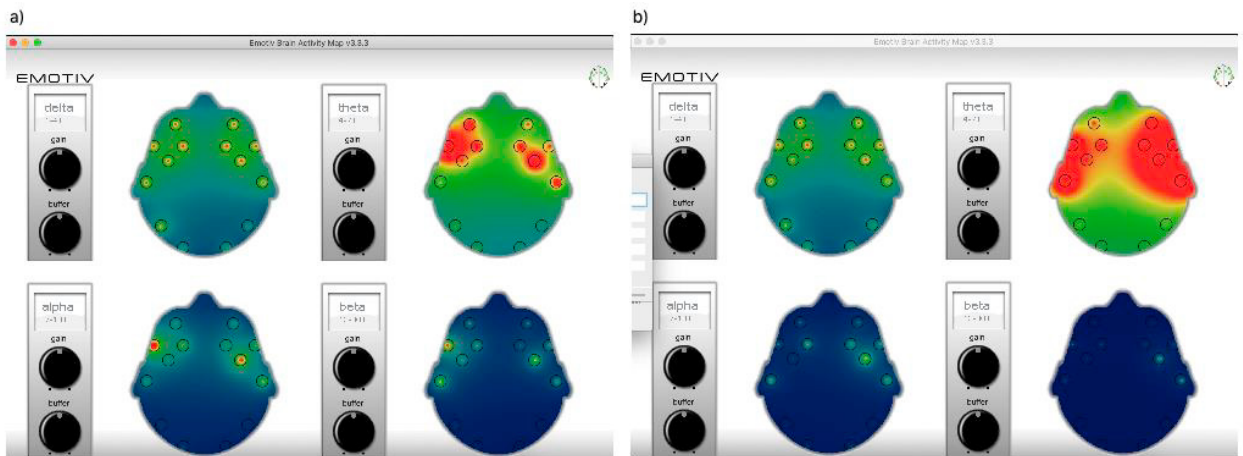 a)
Emotiv Brain Activity Map v3.3.3
EMOTIV
delta
gain
buffer
theta
gain
buffer
alpha
gain
buffer
beta
gain
buffer
b)
Emotiv Brain Activity Map v3.3.3
EMOTIV
delta
gain
buffer
theta
gain
buffer
alpha
gain
buffer
beta
gain
buffer